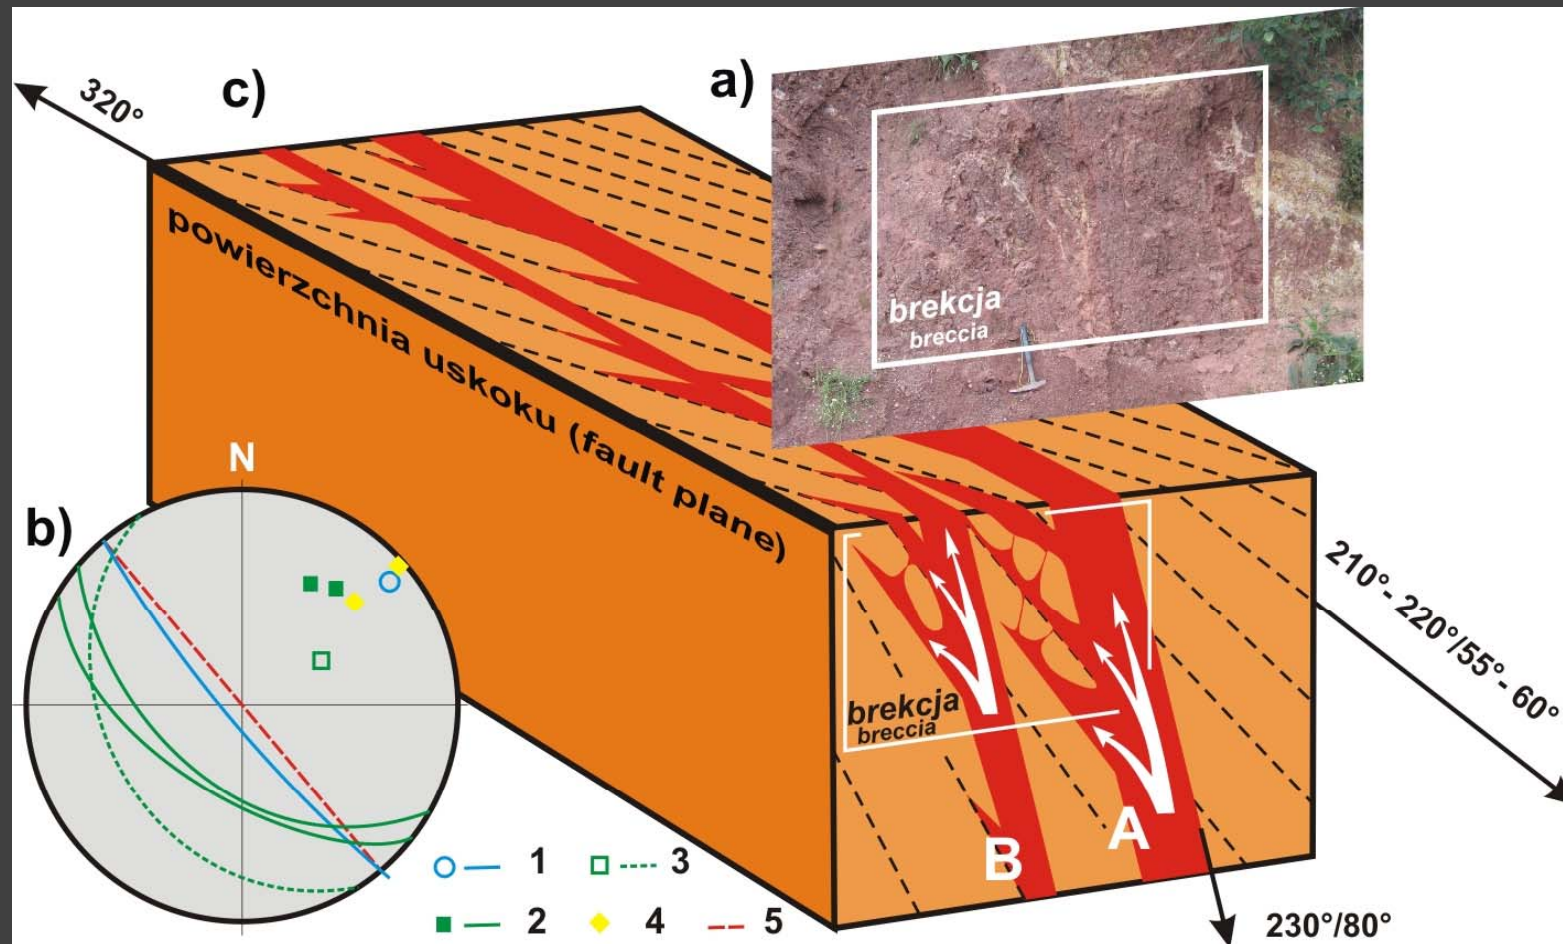 320°
c)
a)
powierzchnia uskoku (fault plane)
brekcja
breccia
N
b)
210°- 220°/55°- 60°
brekcja
breccia
B
A
1
3
2
4
5
230°/80°